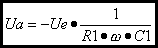 Ua = -Ue • 1 / (R1 • ω • C1)